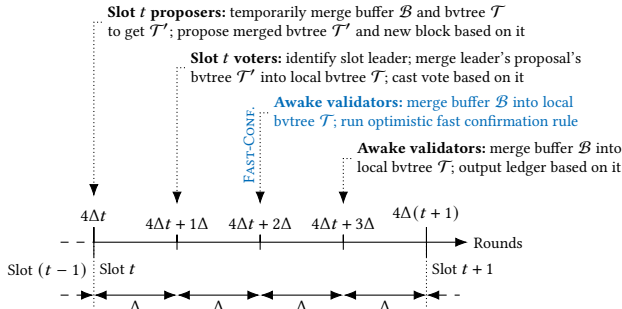 Slot t proposers: temporarily merge buffer ℬ and bvtree 𝒯
to get 𝒯′; propose merged bvtree 𝒯′ and new block based on it
Slot t voters: identify slot leader; merge leader's proposal's
bvtree 𝒯′ into local bvtree 𝒯; cast vote based on it
Awake validators: merge buffer ℬ into local
bvtree 𝒯; run optimistic fast confirmation rule
Fast-Conf.
Awake validators: merge buffer ℬ into
local bvtree 𝒯; output ledger based on it
4Δt
4Δt + 1Δ
4Δt + 2Δ
4Δt + 3Δ
4Δ(t + 1)
Rounds
Slot (t − 1)
Slot t
Slot t + 1
Δ
Δ
Δ
Δ